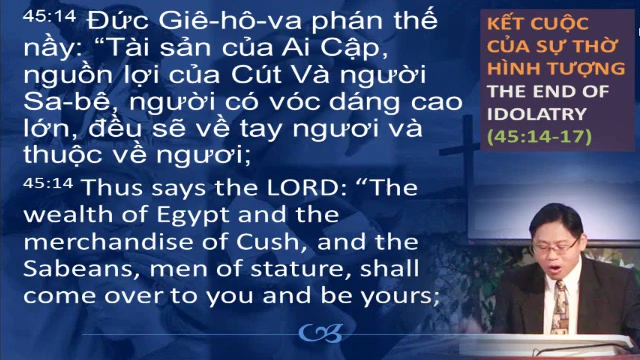 45:14 Đức Giê-hô-va phán thế
nầy: “Tài sản của Ai Cập,
nguồn lợi của Cút Và người
Sa-bê, người có vóc dáng cao
lớn, đều sẽ về tay ngươi và
thuộc về ngươi;
45:14 Thus says the LORD: “The
wealth of Egypt and the
merchandise of Cush, and the
Sabeans, men of stature, shall
come over to you and be yours;
KẾT CUỘC
CỦA SỰ THỜ
HÌNH TƯỢNG
THE END OF
IDOLATRY
(45:14-17)